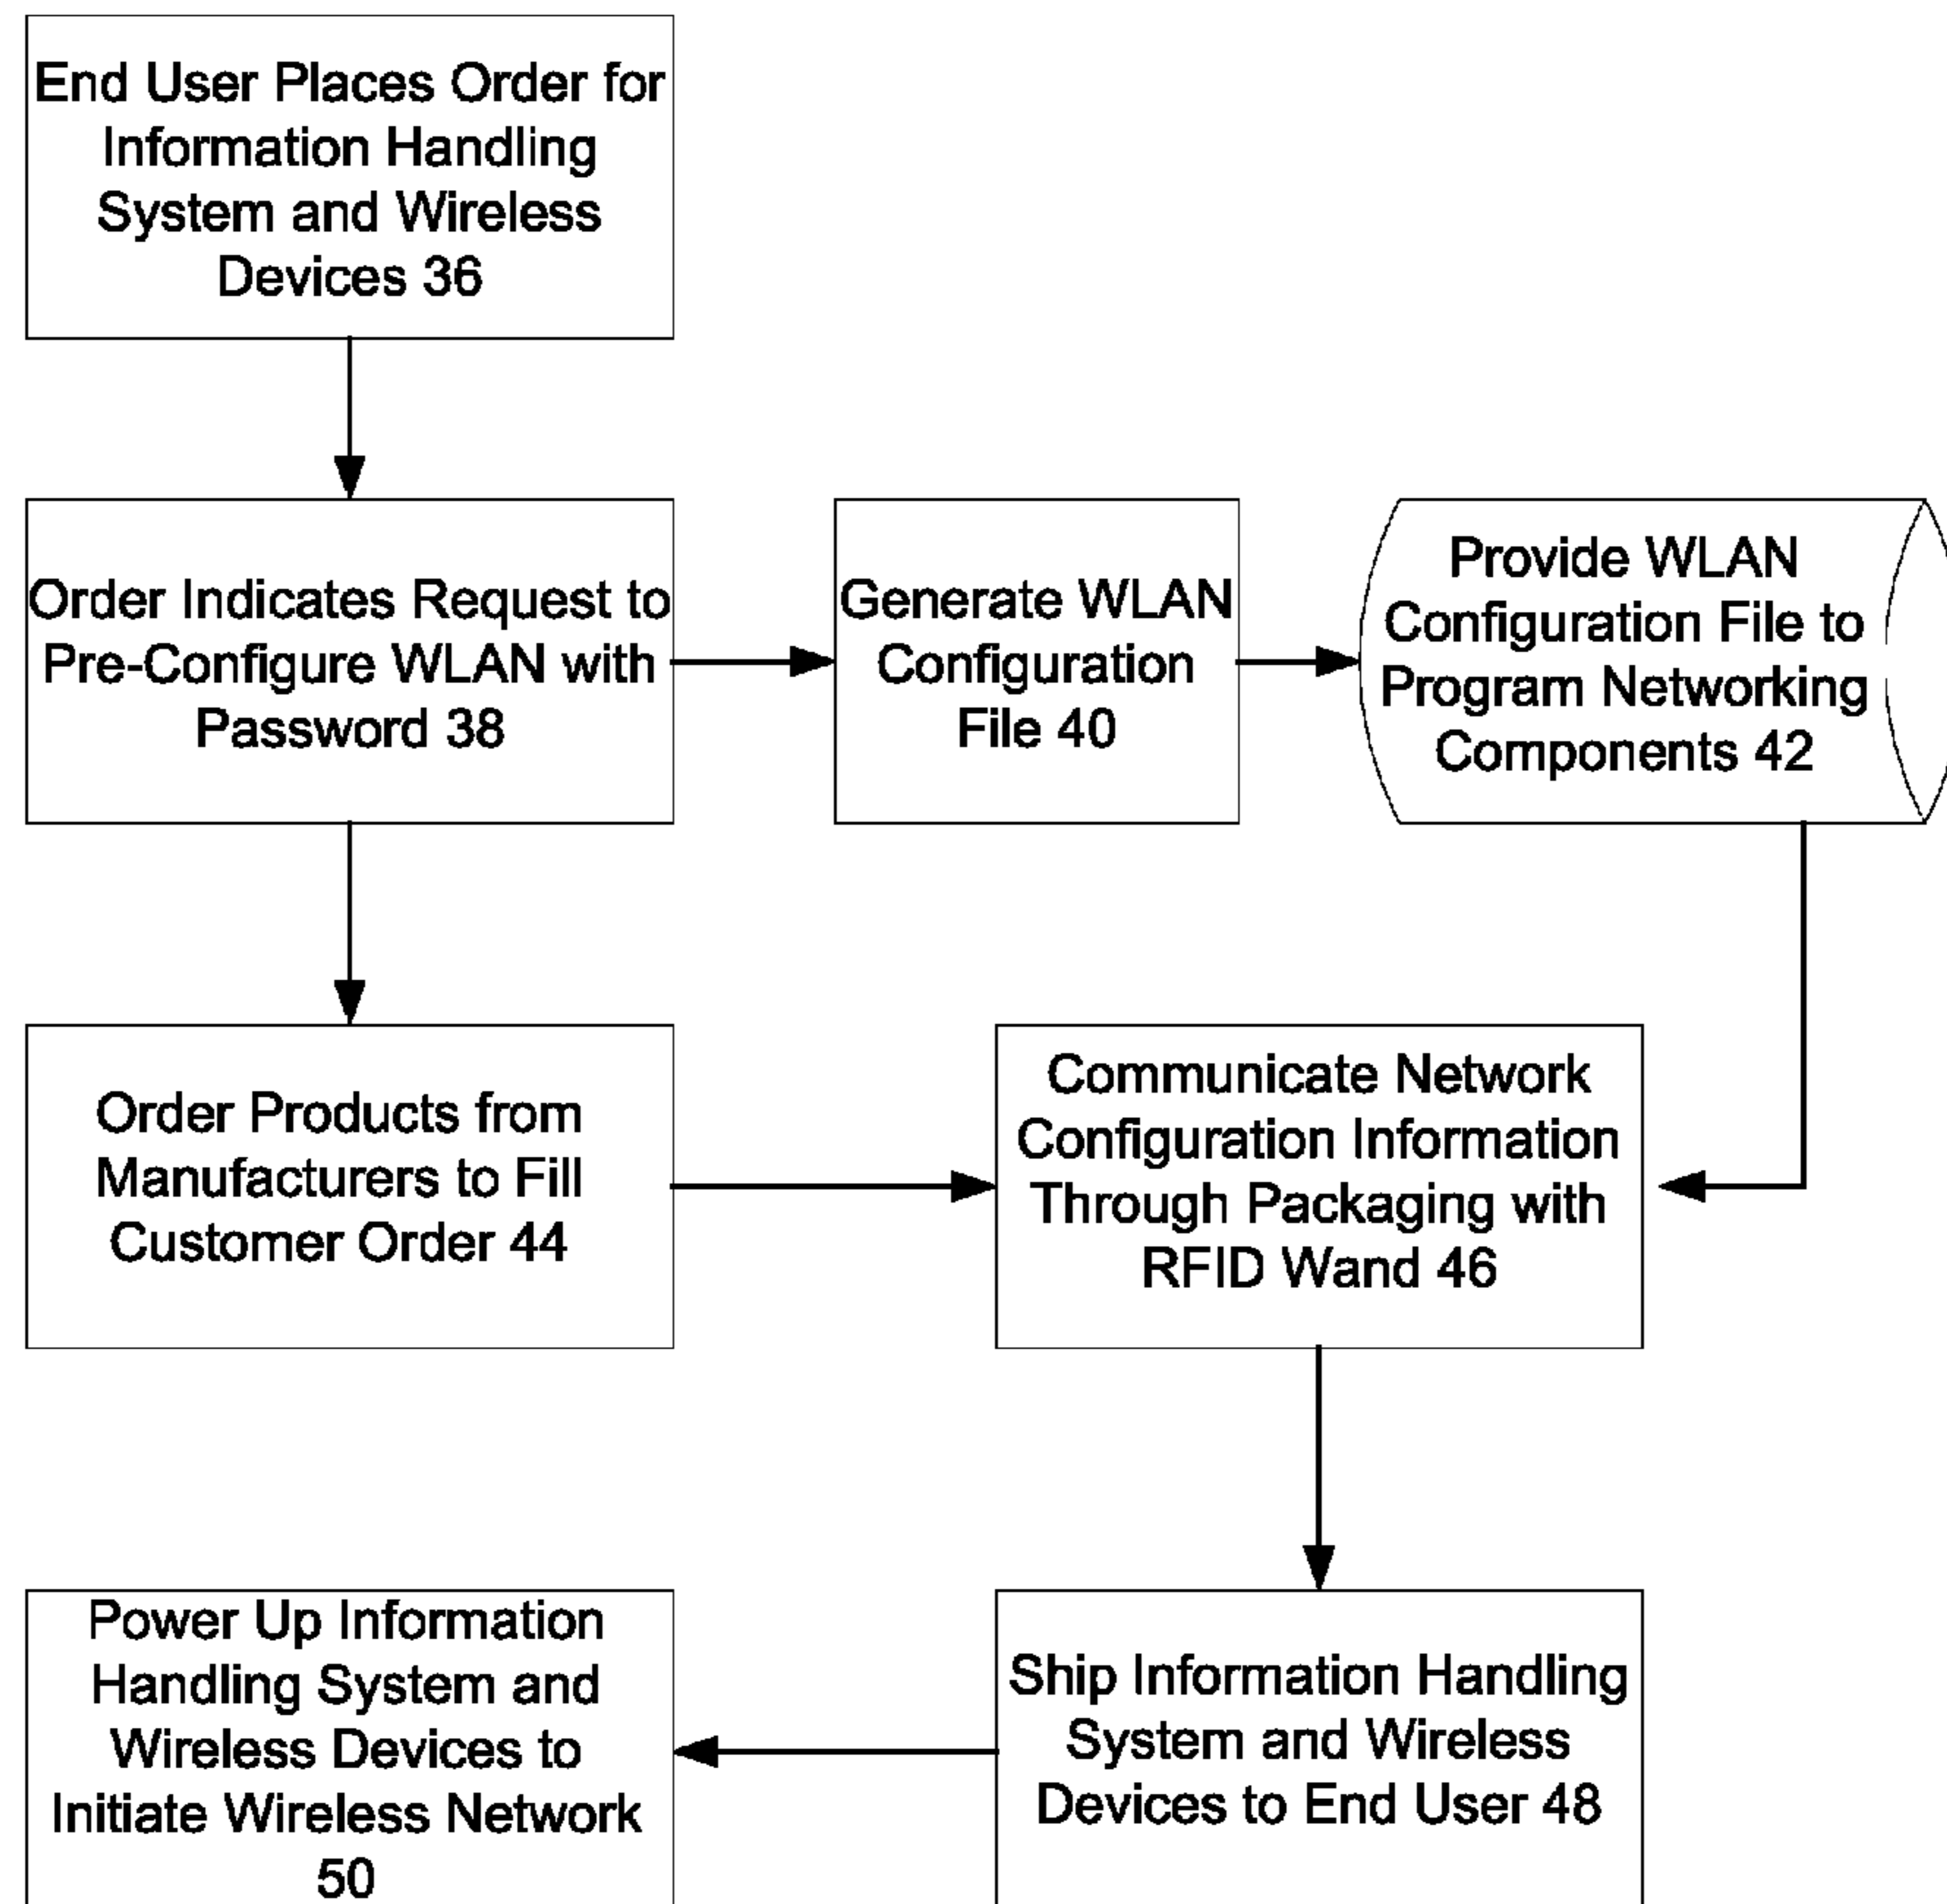 End User Places Order for
Information Handling
System and Wireless
Devices 36
Order Indicates Request to
Pre-Configure WLAN with
Password 38
Generate WLAN
Configuration
File 40
Provide WLAN
Configuration File to
Program Networking
Components 42
Order Products from
Manufacturers to Fill
Customer Order 44
Communicate Network
Configuration Information
Through Packaging with
RFID Wand 46
Ship Information Handling
System and Wireless
Devices to End User 48
Power Up Information
Handling System and
Wireless Devices to
Initiate Wireless Network
50